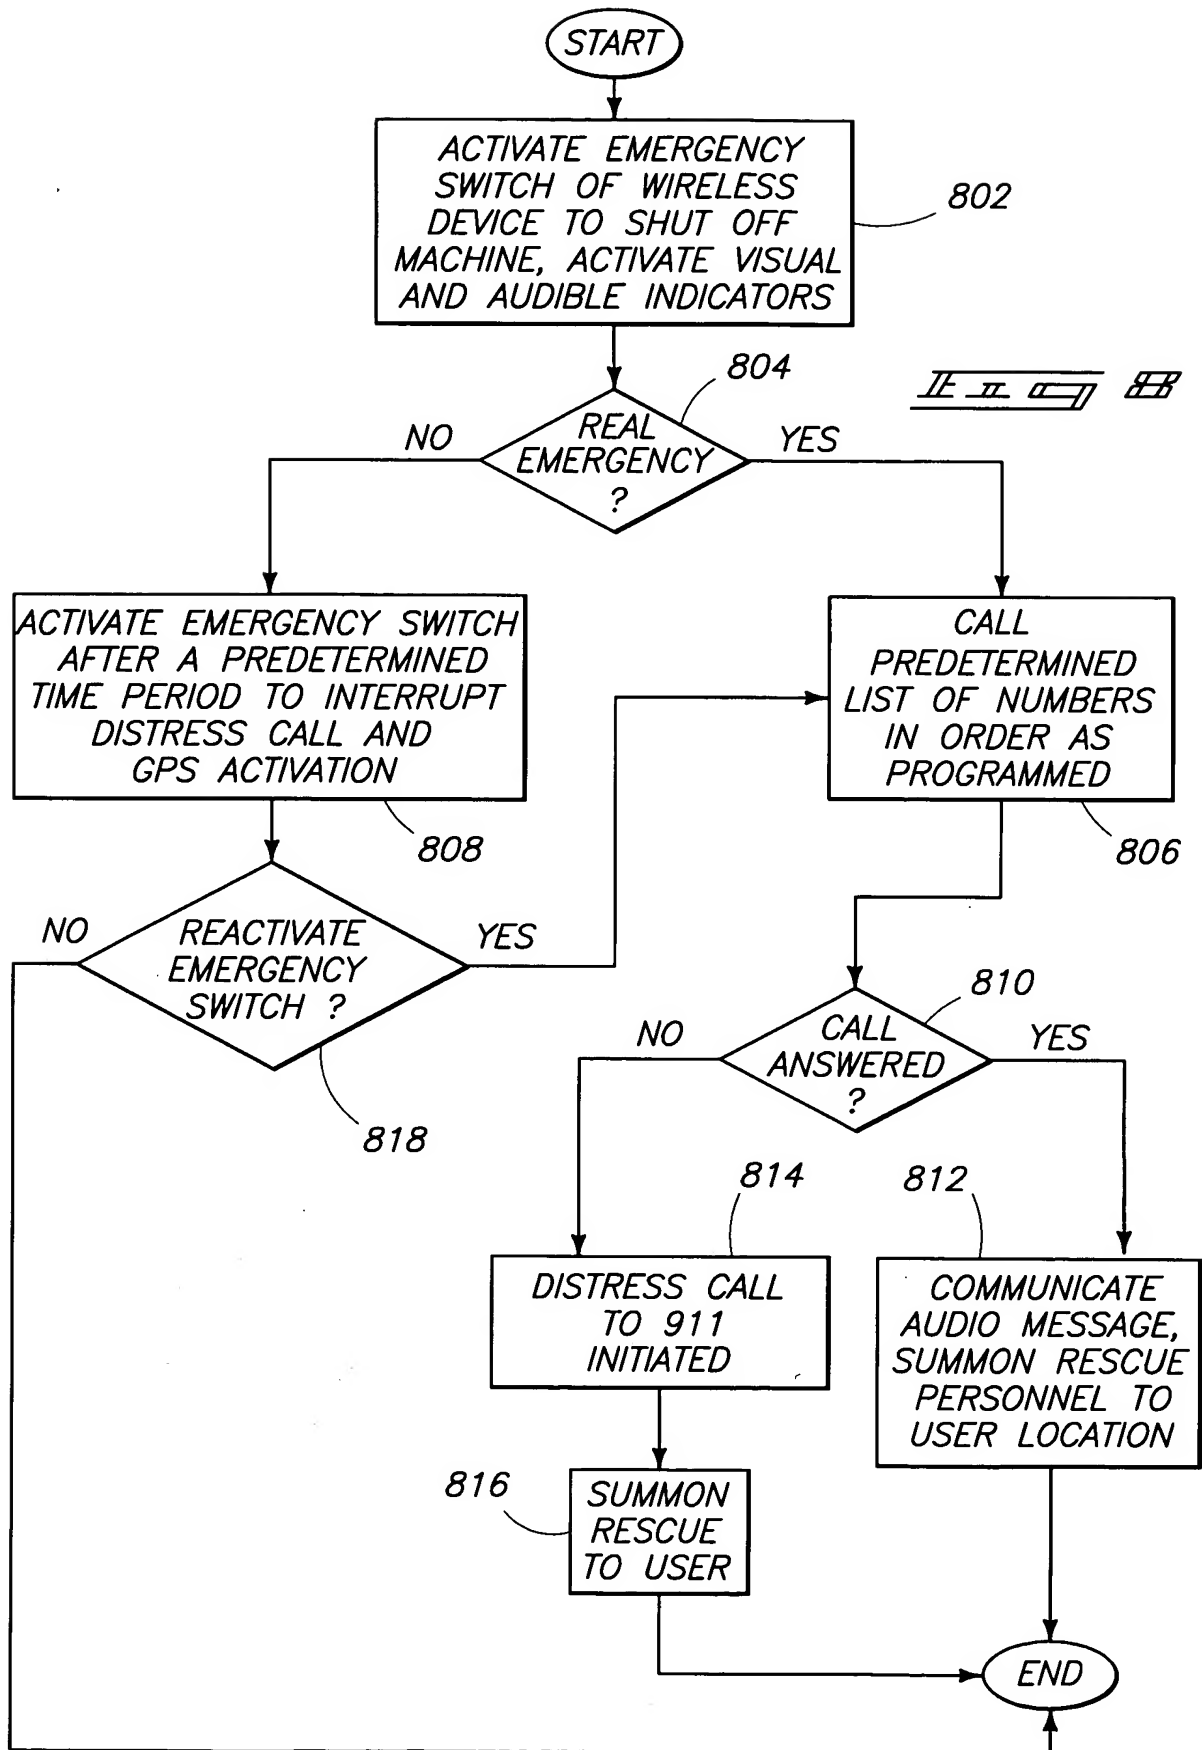 START
ACTIVATE EMERGENCY
SWITCH OF WIRELESS
DEVICE TO SHUT OFF
MACHINE, ACTIVATE VISUAL
AND AUDIBLE INDICATORS
802
804
FIG 8
REAL
EMERGENCY
?
NO
YES
ACTIVATE EMERGENCY SWITCH
AFTER A PREDETERMINED
TIME PERIOD TO INTERRUPT
DISTRESS CALL AND
GPS ACTIVATION
808
CALL
PREDETERMINED
LIST OF NUMBERS
IN ORDER AS
PROGRAMMED
806
REACTIVATE
EMERGENCY
SWITCH ?
NO
YES
818
810
CALL
ANSWERED
?
NO
YES
814
812
DISTRESS CALL
TO 911
INITIATED
COMMUNICATE
AUDIO MESSAGE,
SUMMON RESCUE
PERSONNEL TO
USER LOCATION
816
SUMMON
RESCUE
TO USER
END